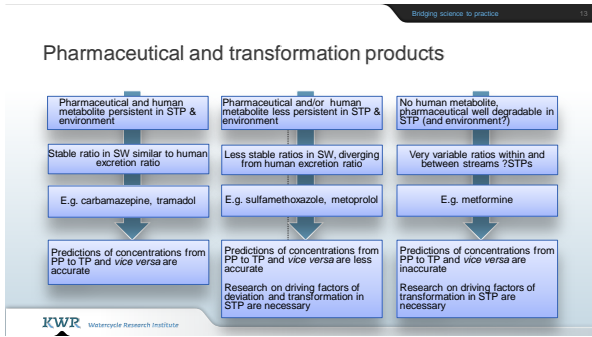 Bridging science to practice 13
Pharmaceutical and transformation products
Pharmaceutical and human
metabolite persistent in STP &
environment
Stable ratio in SW similar to human
excretion ratio
E.g. carbamazepine, tramadol
Predictions of concentrations from
PP to TP and vice versa are
accurate
Pharmaceutical and/or human
metabolite less persistent in STP &
environment
Less stable ratios in SW, diverging
from human excretion ratio
E.g. sulfamethoxazole, metoprolol
Predictions of concentrations from
PP to TP and vice versa are less
accurate
Research on driving factors of
deviation and transformation in
STP are necessary
No human metabolite,
pharmaceutical well degradable in
STP (and environment?)
Very variable ratios within and
between streams ?STPs
E.g. metformine
Predictions of concentrations from
PP to TP and vice versa are
inaccurate
Research on driving factors of
transformation in STP are
necessary
KWR Watercycle Research Institute